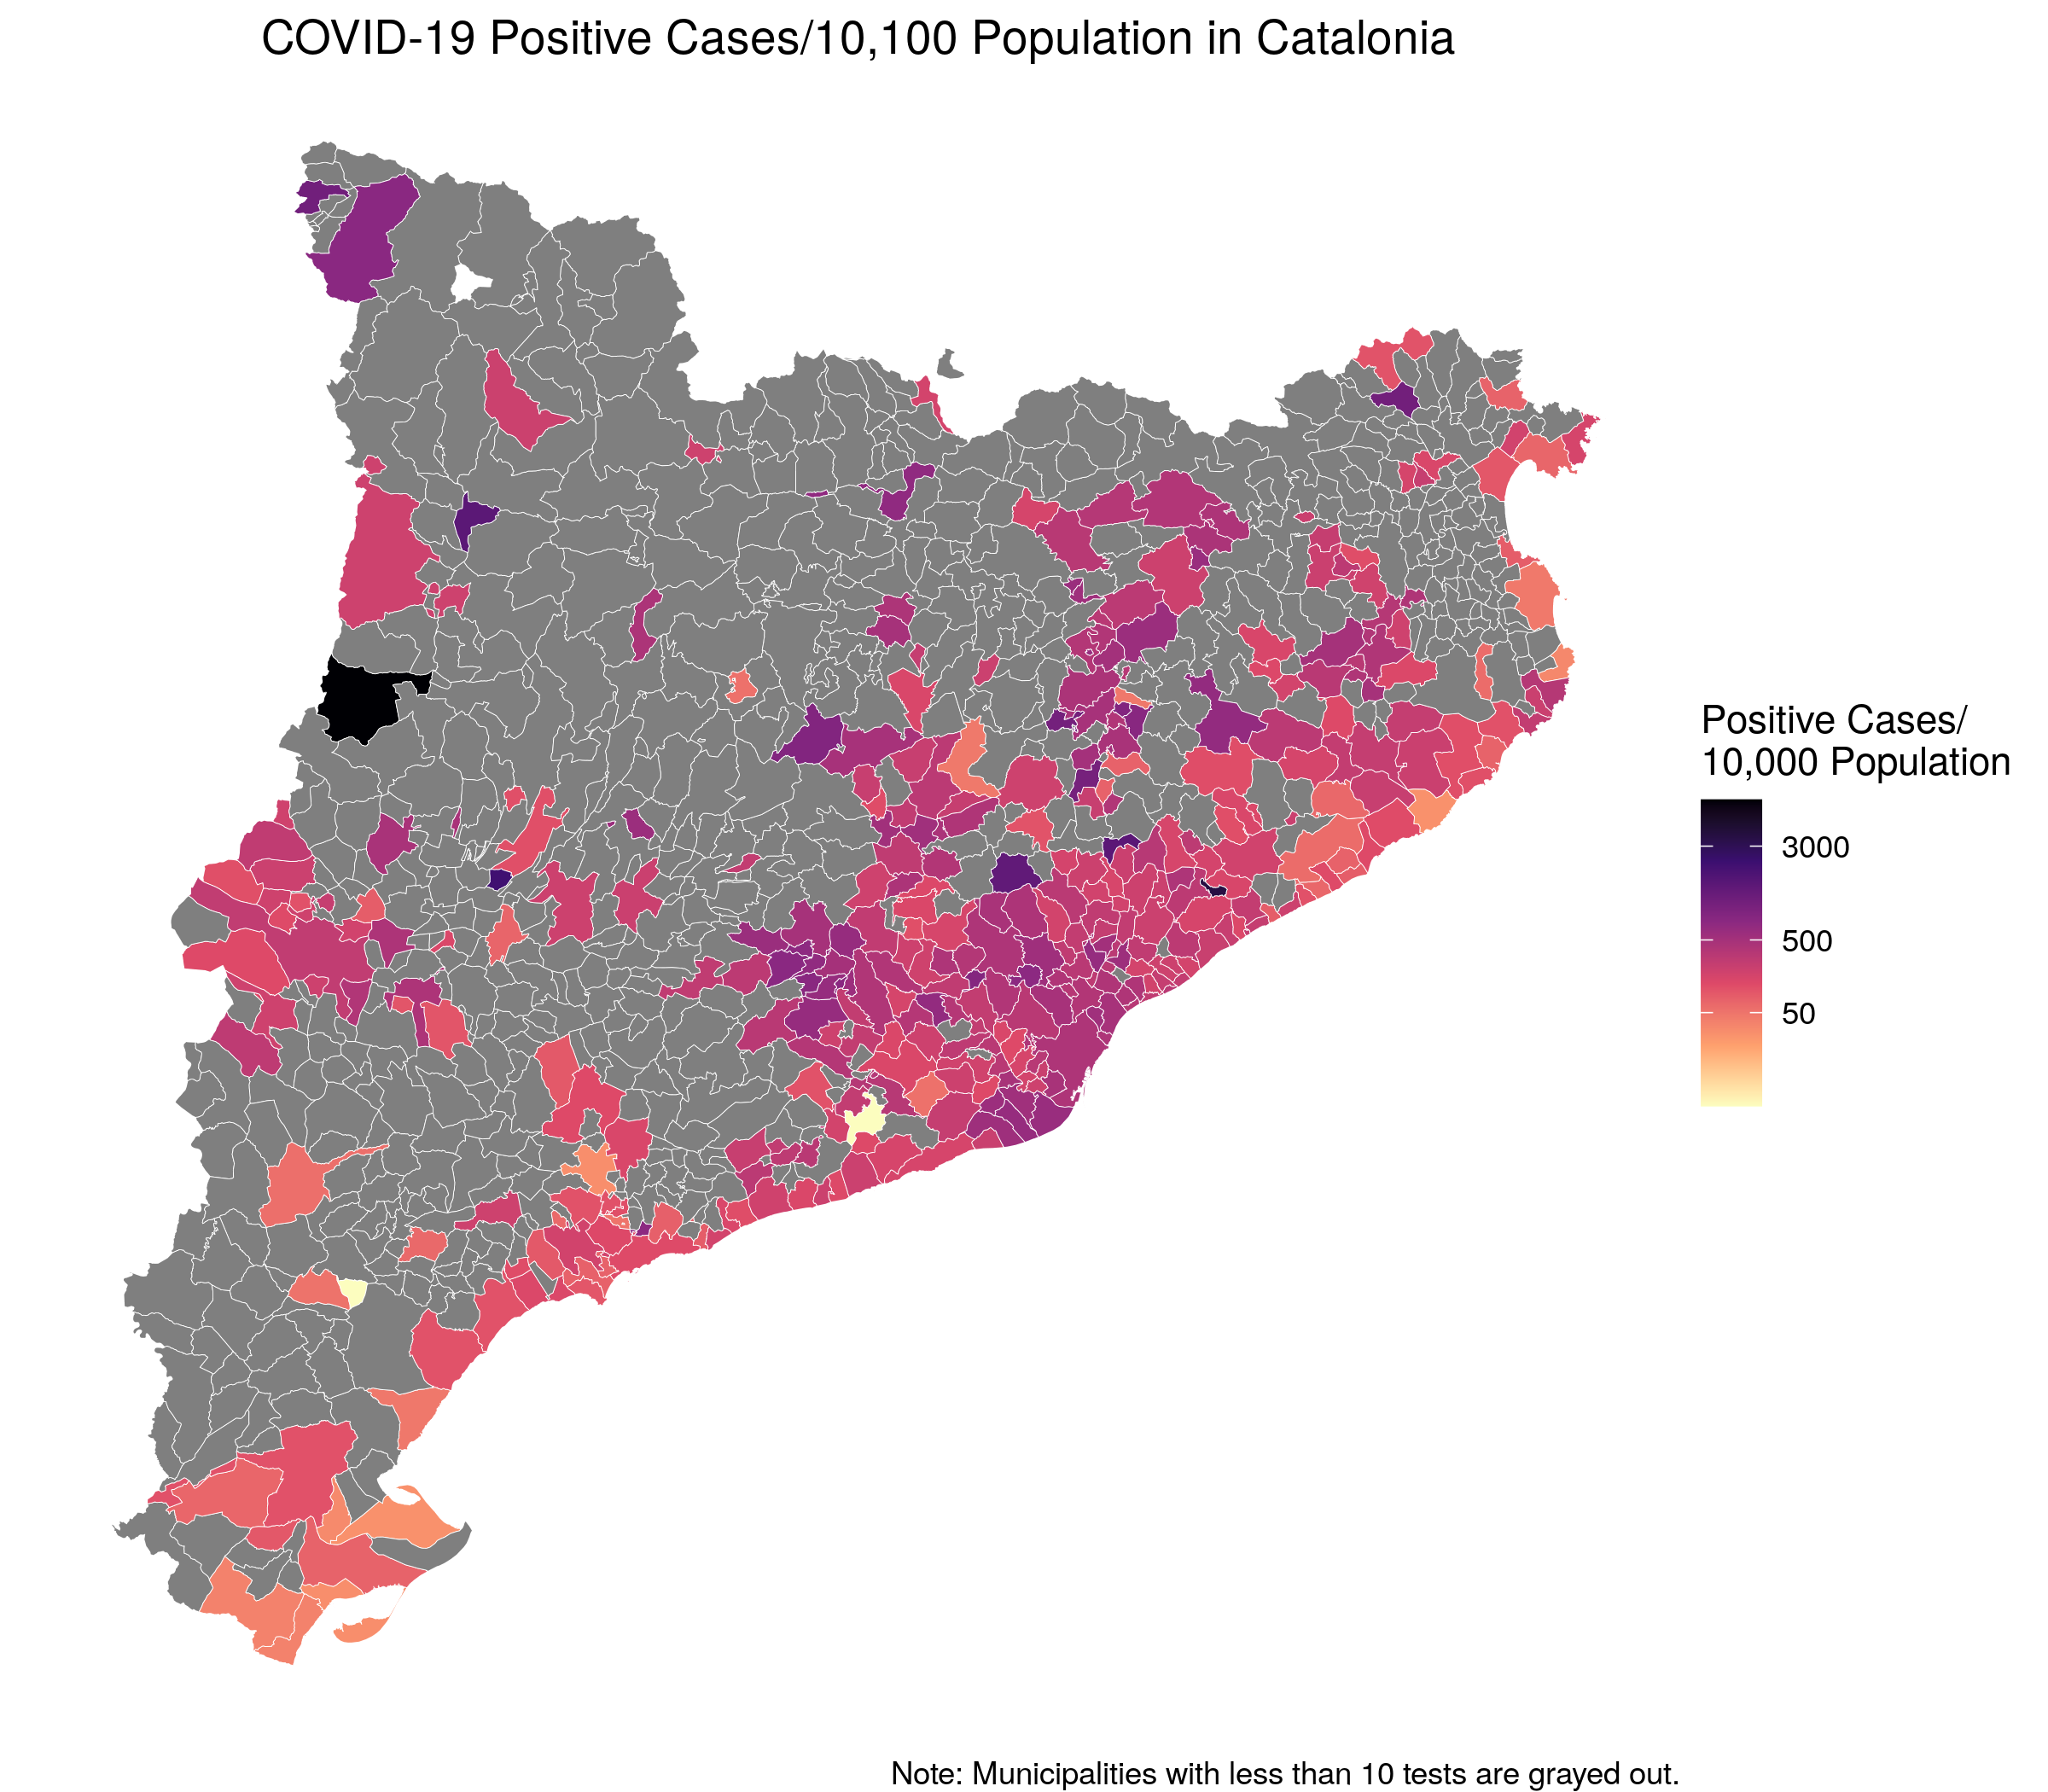 COVID-19 Positive Cases/10,100 Population in Catalonia
Positive Cases/
10,000 Population
3000
500
50
Note: Municipalities with less than 10 tests are grayed out.